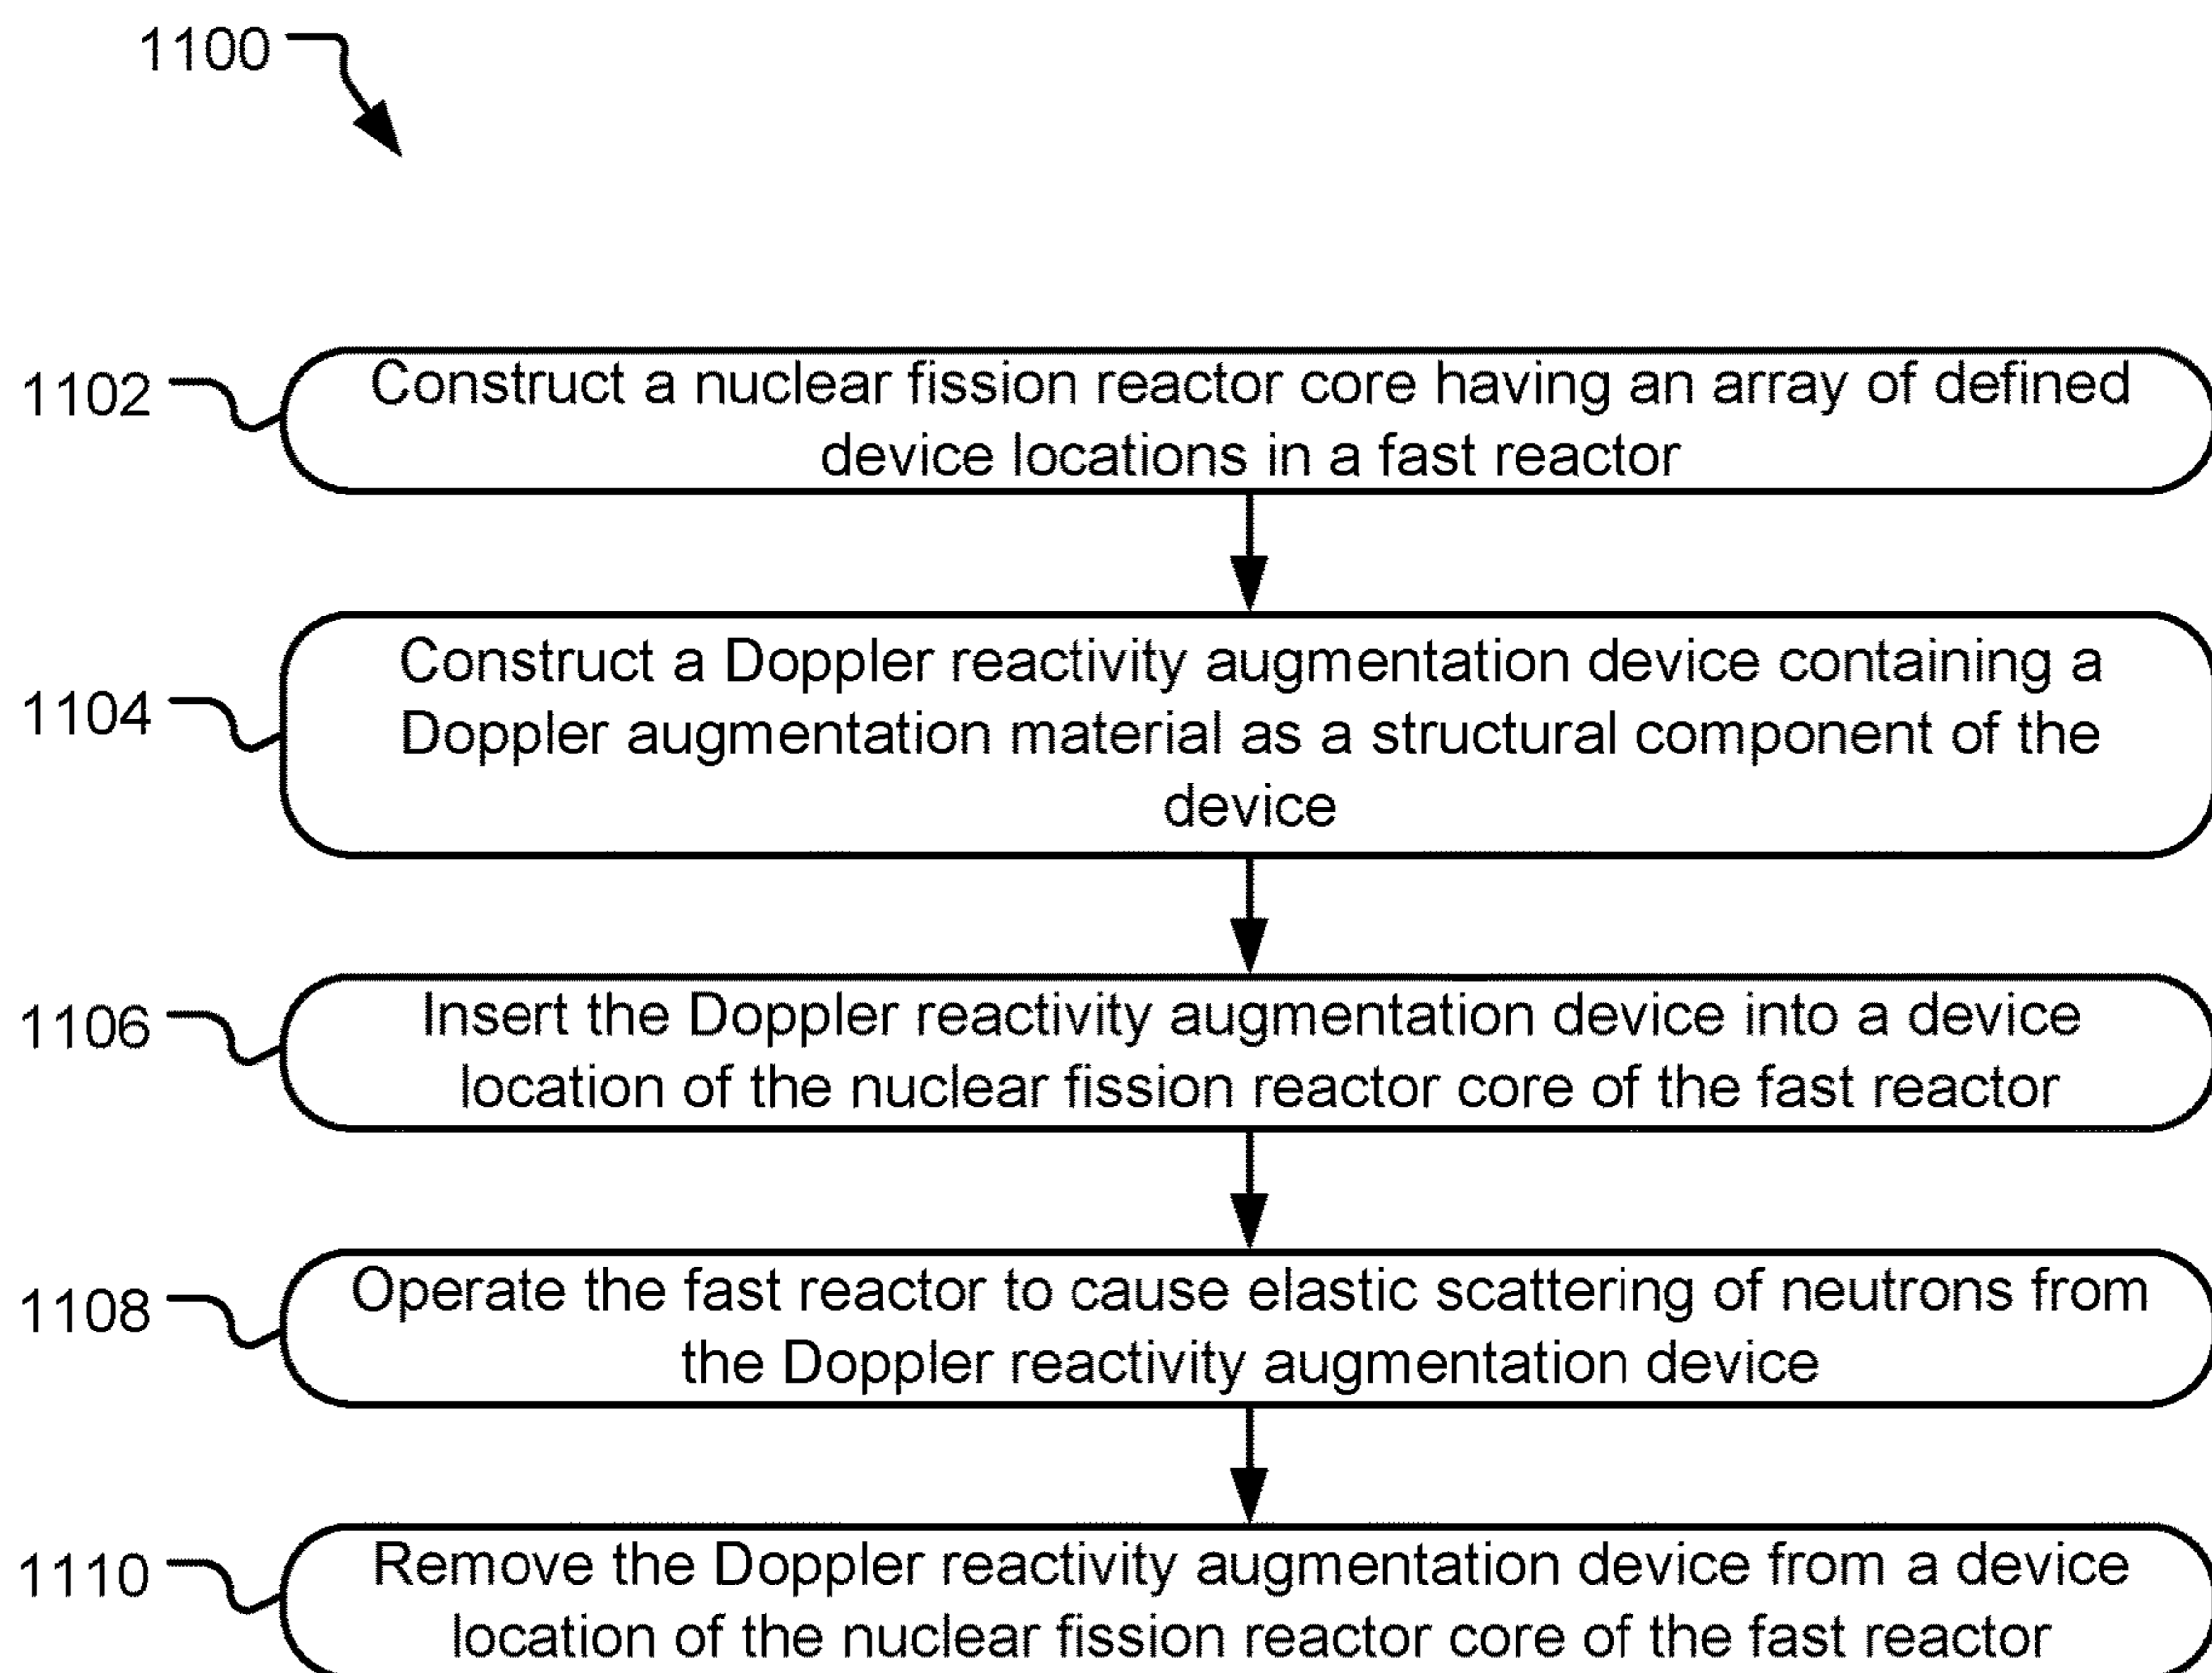 1100
1102
Construct a nuclear fission reactor core having an array of defined
device locations in a fast reactor
1104
Construct a Doppler reactivity augmentation device containing a
Doppler augmentation material as a structural component of the
device
1106
Insert the Doppler reactivity augmentation device into a device
location of the nuclear fission reactor core of the fast reactor
1108
Operate the fast reactor to cause elastic scattering of neutrons from
the Doppler reactivity augmentation device
1110
Remove the Doppler reactivity augmentation device from a device
location of the nuclear fission reactor core of the fast reactor